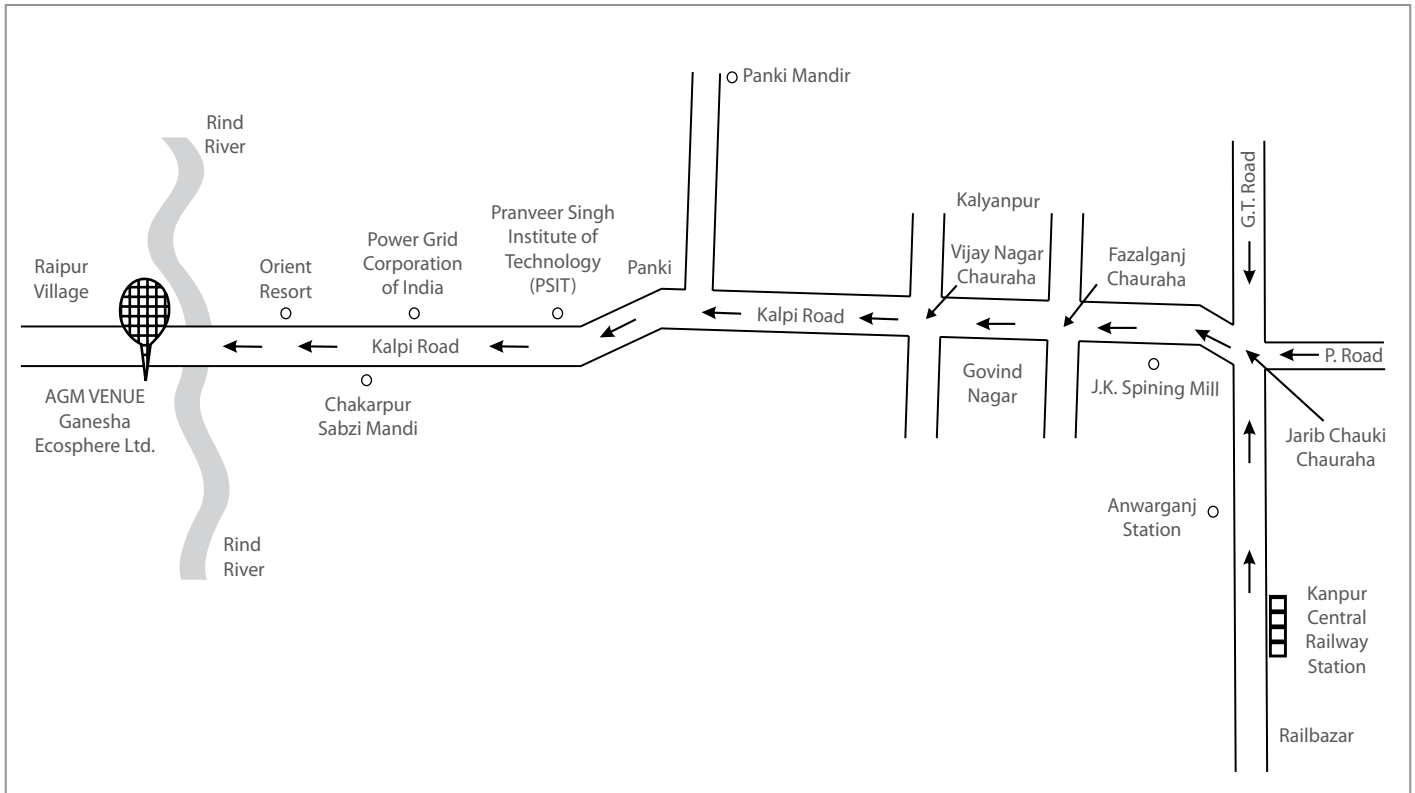 Panki Mandir
Rind
River
G.T. Road
Kalyanpur
Pranveer Singh
Institute of
Technology
(PSIT)
Power Grid
Corporation
of India
Vijay Nagar
Chauraha
Fazalganj
Chauraha
Raipur
Village
Orient
Resort
Panki
Kalpi Road
Kalpi Road
P. Road
Govind
Nagar
J.K. Spining Mill
AGM VENUE
Ganesha
Ecosphere Ltd.
Chakarpur
Sabzi Mandi
Jarib Chauki
Chauraha
Anwarganj
Station
Rind
River
Kanpur
Central
Railway
Station
Railbazar